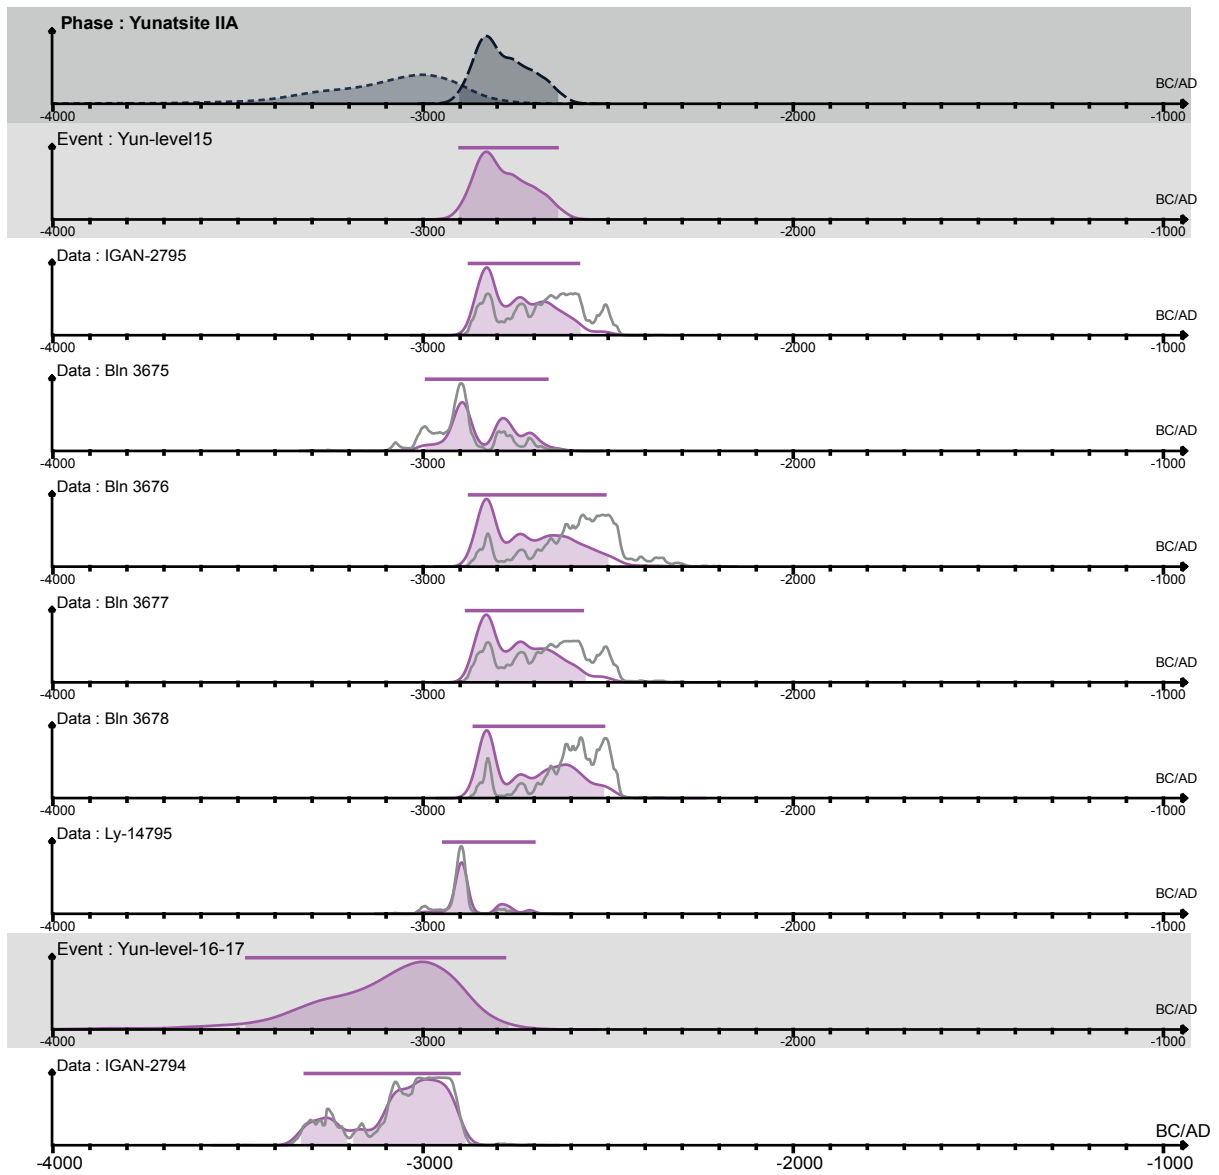 Phase : Yunatsite IIA
BC/AD
-4000 -3000 -2000 -1000
Event : Yun-level15
BC/AD
-4000 -3000 -2000 -1000
Data : IGAN-2795
BC/AD
-4000 -3000 -2000 -1000
Data : Bln 3675
BC/AD
-4000 -3000 -2000 -1000
Data : Bln 3676
BC/AD
-4000 -3000 -2000 -1000
Data : Bln 3677
BC/AD
-4000 -3000 -2000 -1000
Data : Bln 3678
BC/AD
-4000 -3000 -2000 -1000
Data : Ly-14795
BC/AD
-4000 -3000 -2000 -1000
Event : Yun-level-16-17
BC/AD
-4000 -3000 -2000 -1000
Data : IGAN-2794
BC/AD
-4000 -3000 -2000 -1000